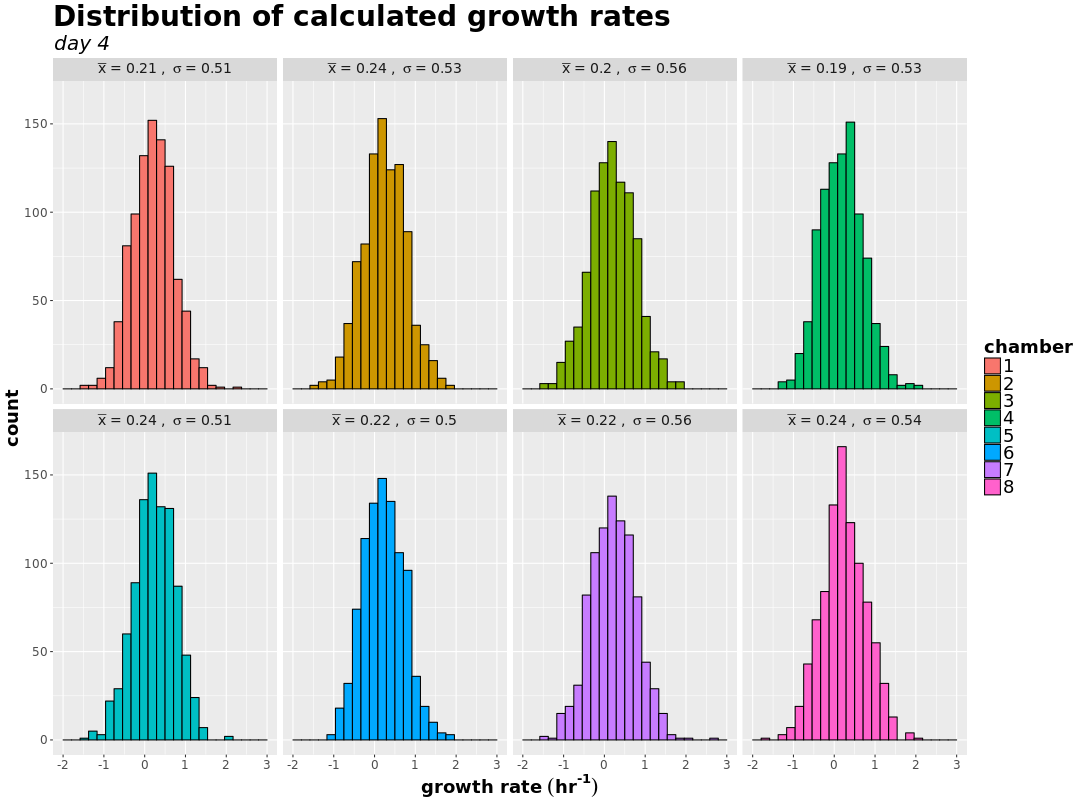 Distribution of calculated growth rates
day 4
x̅ = 0.21 , σ = 0.51
x̅ = 0.24 , σ = 0.53
x̅ = 0.2 , σ = 0.56
x̅ = 0.19 , σ = 0.53
150
100
50
0
x̅ = 0.24 , σ = 0.51
x̅ = 0.22 , σ = 0.5
x̅ = 0.22 , σ = 0.56
x̅ = 0.24 , σ = 0.54
150
100
50
0
-2 -1 0 1 2 3
-2 -1 0 1 2 3
-2 -1 0 1 2 3
-2 -1 0 1 2 3
count
growth rate (hr⁻¹)
chamber
1
2
3
4
5
6
7
8